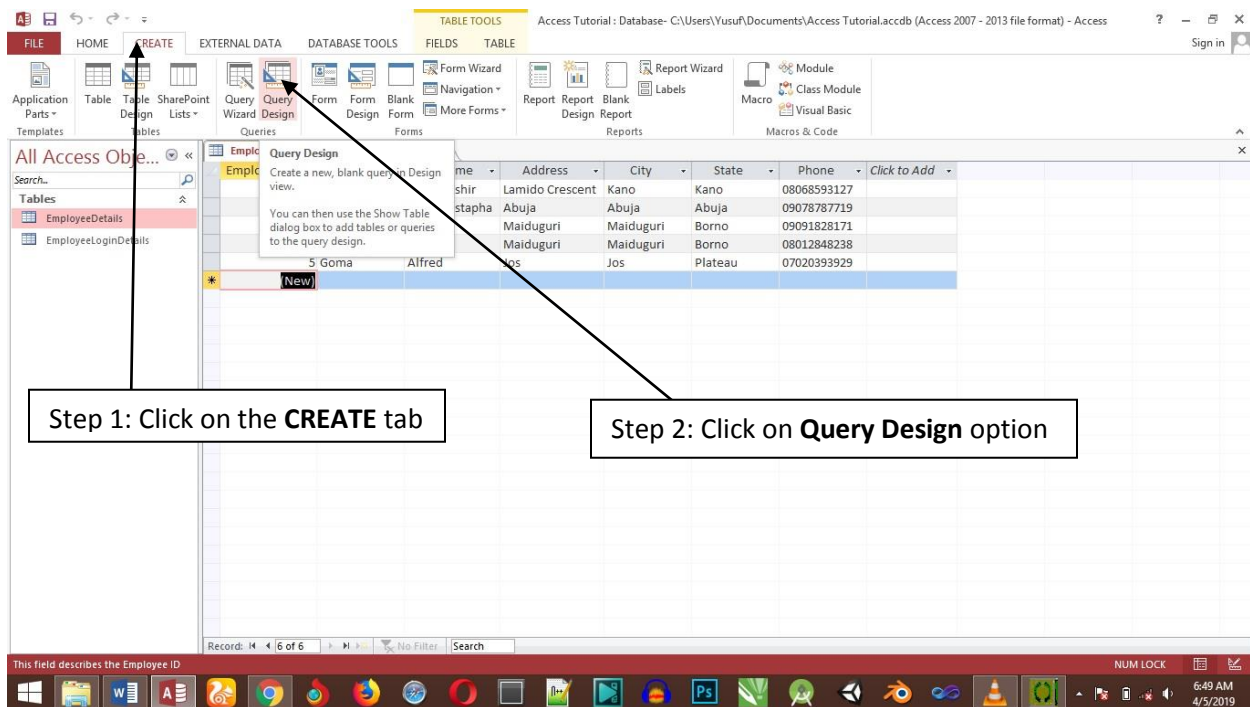 TABLE TOOLS
Access Tutorial : Database- C:\Users\Yusuf\Documents\Access Tutorial.accdb (Access 2007 - 2013 file format) - Access
?
FILE HOME CREATE EXTERNAL DATA DATABASE TOOLS FIELDS TABLE Sign in
Application Parts
Table
Table Design
SharePoint Lists
Query Wizard
Query Design
Form
Form Design
Blank Form
Form Wizard
Navigation
More Forms
Report
Report Design
Blank Report
Report Wizard
Labels
Macro
Module
Class Module
Visual Basic
Templates Tables Queries Forms Reports Macros & Code
All Access Obje...
Search...
Tables
EmployeeDetails
EmployeeLoginDetails
Query Design
Create a new, blank query in Design
view.
You can then use the Show Table
dialog box to add tables or queries
to the query design.
Address City State Phone Click to Add
Lamido Crescent Kano Kano 08068593127
Abuja Abuja Abuja 09078787719
Maiduguri Maiduguri Borno 09091828171
Maiduguri Maiduguri Borno 08012848238
5 Goma Alfred Jos Jos Plateau 07020393929
* (New)
Step 1: Click on the CREATE tab
Step 2: Click on Query Design option
Record: 6 of 6 No Filter Search
This field describes the Employee ID
NUM LOCK
Ps
6:49 AM
4/5/2019